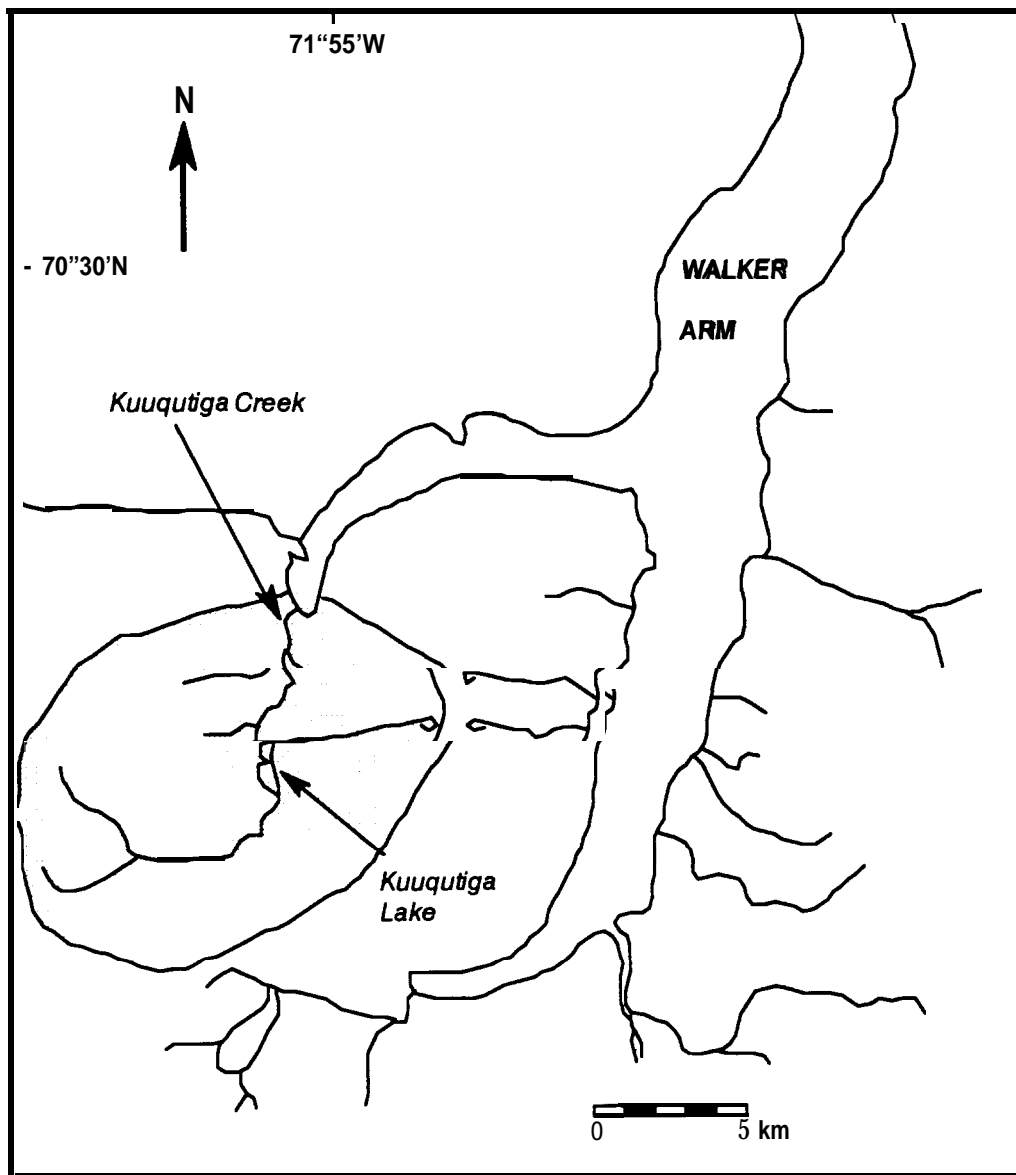 71“55’W
N
- 70”30’N
WALKER
ARM
Kuuqutiga Creek
Kuuqutiga
Lake
0 5 km